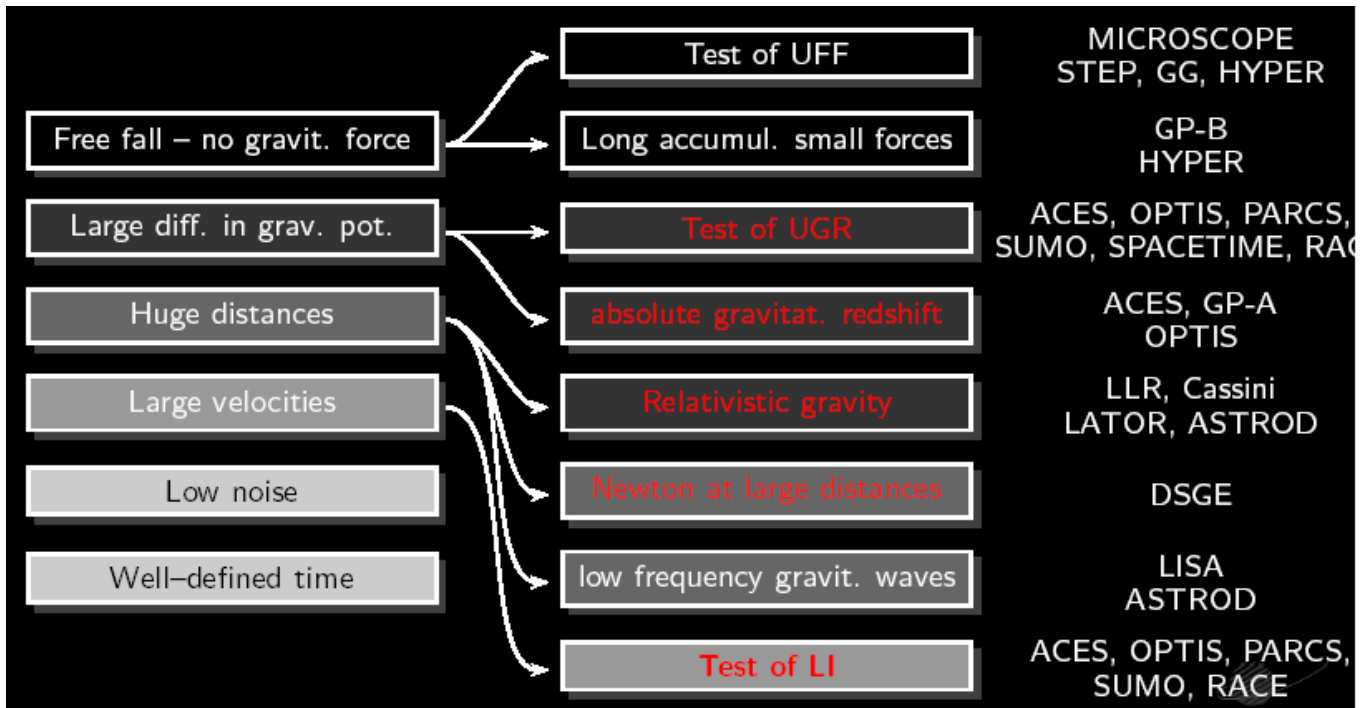 Test of UFF
MICROSCOPE
STEP, GG, HYPER
Free fall – no gravit. force
Long accumul. small forces
GP-B
HYPER
Large diff. in grav. pot.
Test of UGR
ACES, OPTIS, PARCS,
SUMO, SPACETIME, RAC
Huge distances
absolute gravitat. redshift
ACES, GP-A
OPTIS
Large velocities
Relativistic gravity
LLR, Cassini
LATOR, ASTROD
Low noise
Newton at large distances
DSGE
Well–defined time
low frequency gravit. waves
LISA
ASTROD
Test of LI
ACES, OPTIS, PARCS,
SUMO, RACE